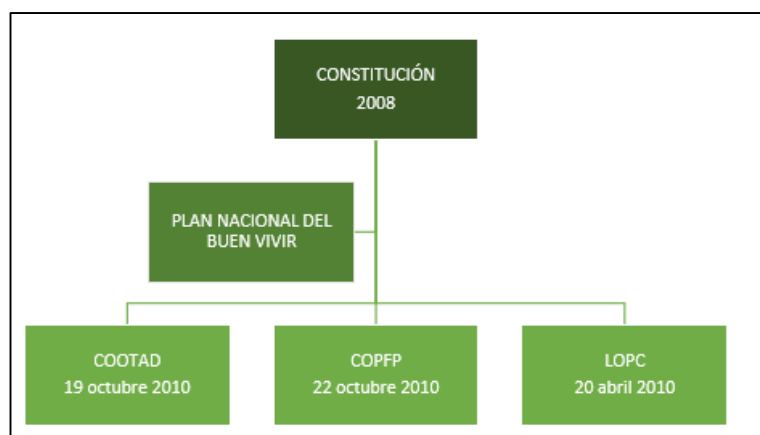 CONSTITUCIÓN
2008
PLAN NACIONAL DEL
BUEN VIVIR
COOTAD
19 octubre 2010
COPFP
22 octubre 2010
LOPC
20 abril 2010